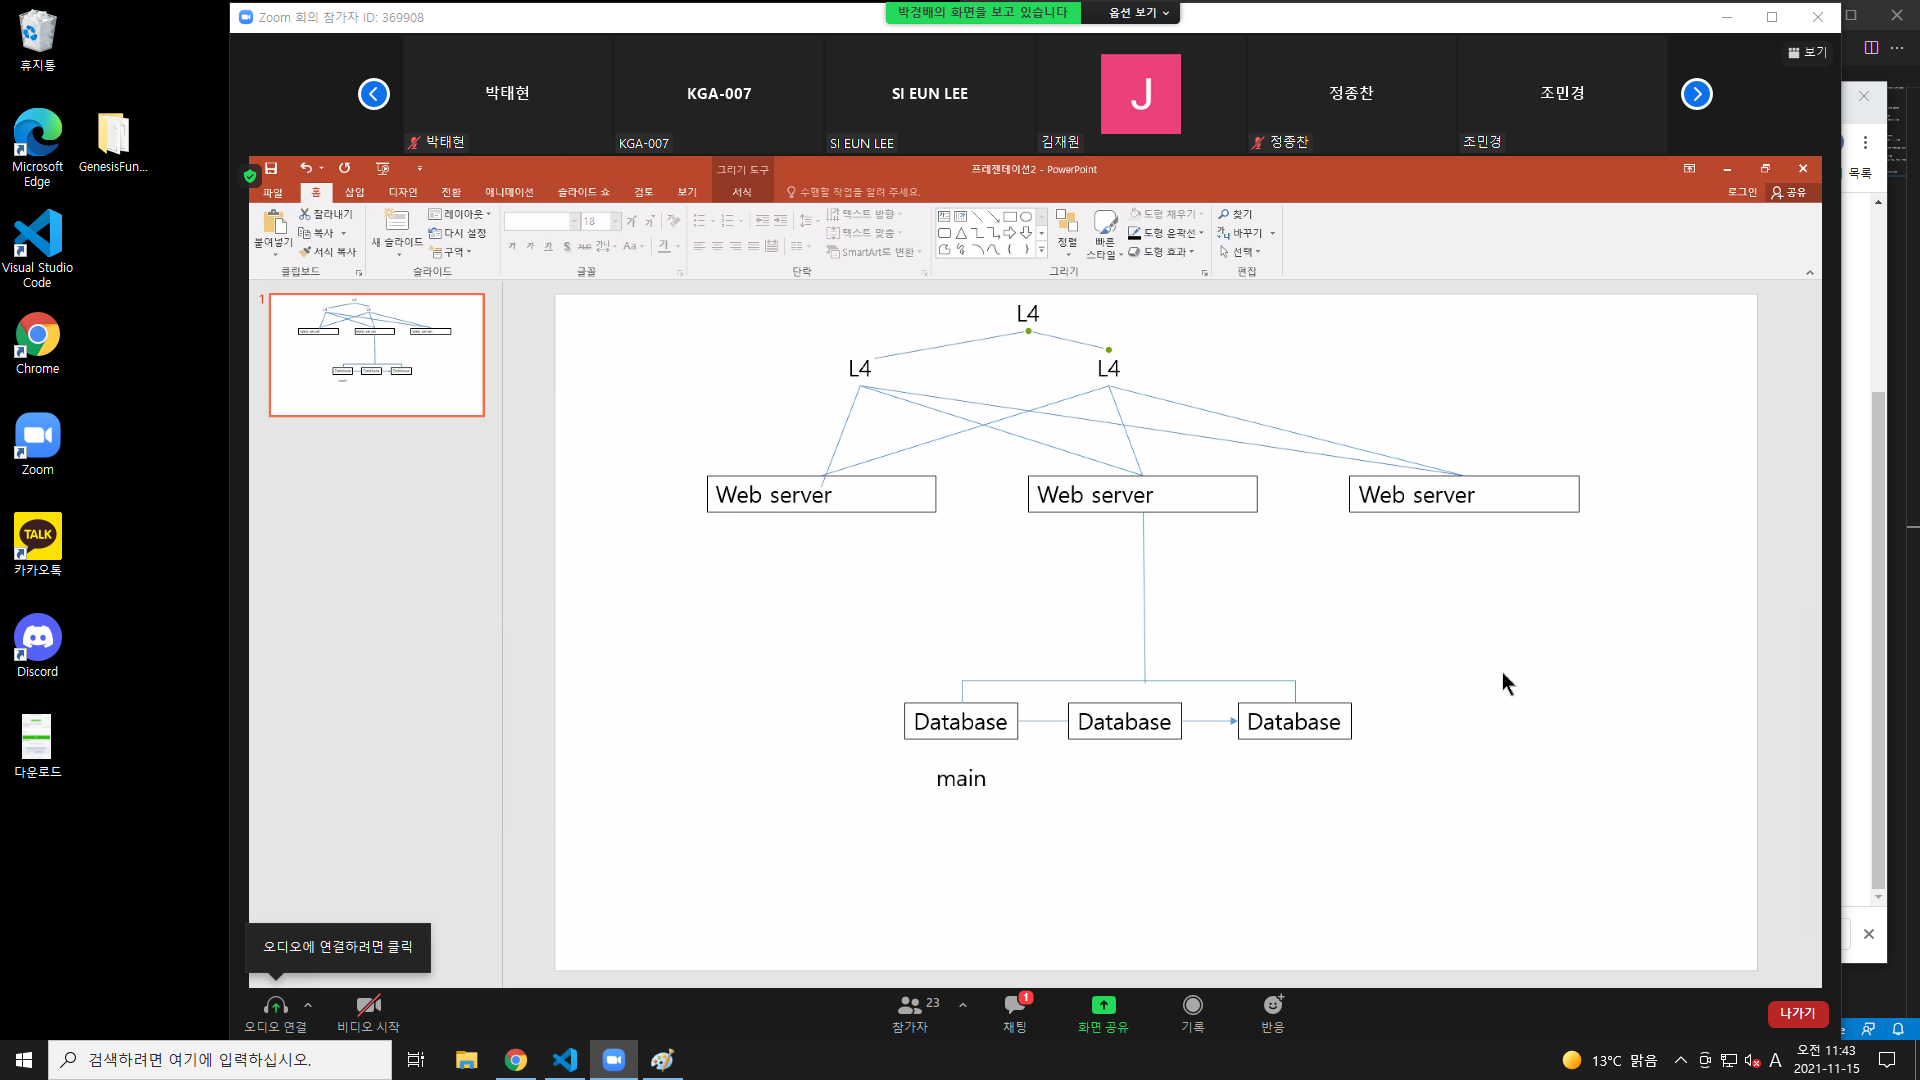 Zoom 회의 참가자 ID: 369908
박경배의 화면을 보고 있습니다
옵션 보기
보기
휴지통
Microsoft Edge
GenesisFun...
Visual Studio Code
Chrome
Zoom
TALK
카카오톡
Discord
다운로드
박태현
KGA-007
SI EUN LEE
J
정종찬
조민경
박태현
KGA-007
SI EUN LEE
김재원
정종찬
조민경
그리기 도구
프레젠테이션2 - PowerPoint
파일
홈
삽입
디자인
전환
애니메이션
슬라이드 쇼
검토
보기
서식
수행할 작업을 알려 주세요.
로그인
공유
목록
붙여넣기
잘라내기
복사
서식 복사
클립보드
새 슬라이드
레이아웃
다시 설정
구역
슬라이드
18
글꼴
텍스트 방향
텍스트 맞춤
SmartArt로 변환
단락
정렬
빠른 스타일
도형 채우기
도형 윤곽선
도형 효과
그리기
찾기
바꾸기
선택
편집
1
L4
L4
L4
Web server
Web server
Web server
Database
Database
Database
main
오디오에 연결하려면 클릭
오디오 연결
비디오 시작
참가자
23
채팅
1
화면 공유
기록
반응
나가기
검색하려면 여기에 입력하십시오.
13°C 맑음
A
오전 11:43
2021-11-15